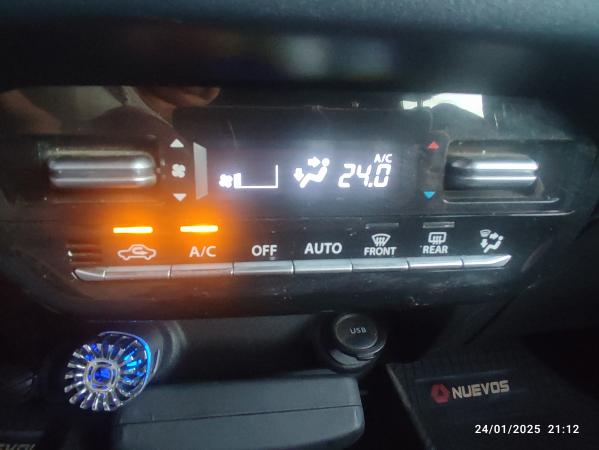 A/C
24.0
A/C
OFF
AUTO
FRONT
REAR
USB
NUEVOS
24/01/2025 21:12